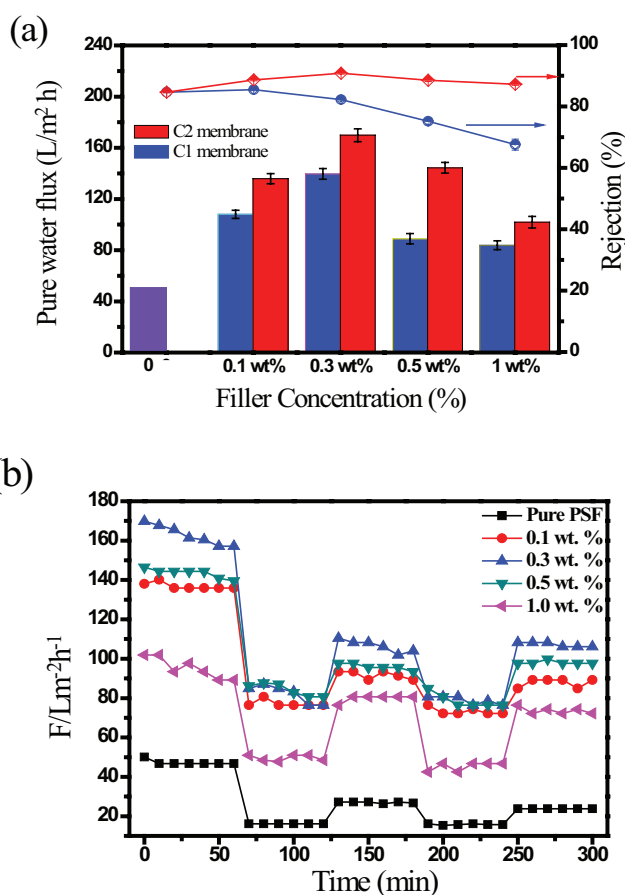 (a)
240
200
160
120
80
40
0
Pure water flux (L/m² h)
C2 membrane
C1 membrane
100
80
60
40
20
0
Rejection (%)
0 0.1 wt% 0.3 wt% 0.5 wt% 1 wt%
Filler Concentration (%)
b)
180
160
140
120
100
80
60
40
20
F/Lm⁻²h⁻¹
Pure PSF
0.1 wt. %
0.3 wt. %
0.5 wt. %
1.0 wt. %
0 50 100 150 200 250 300
Time (min)